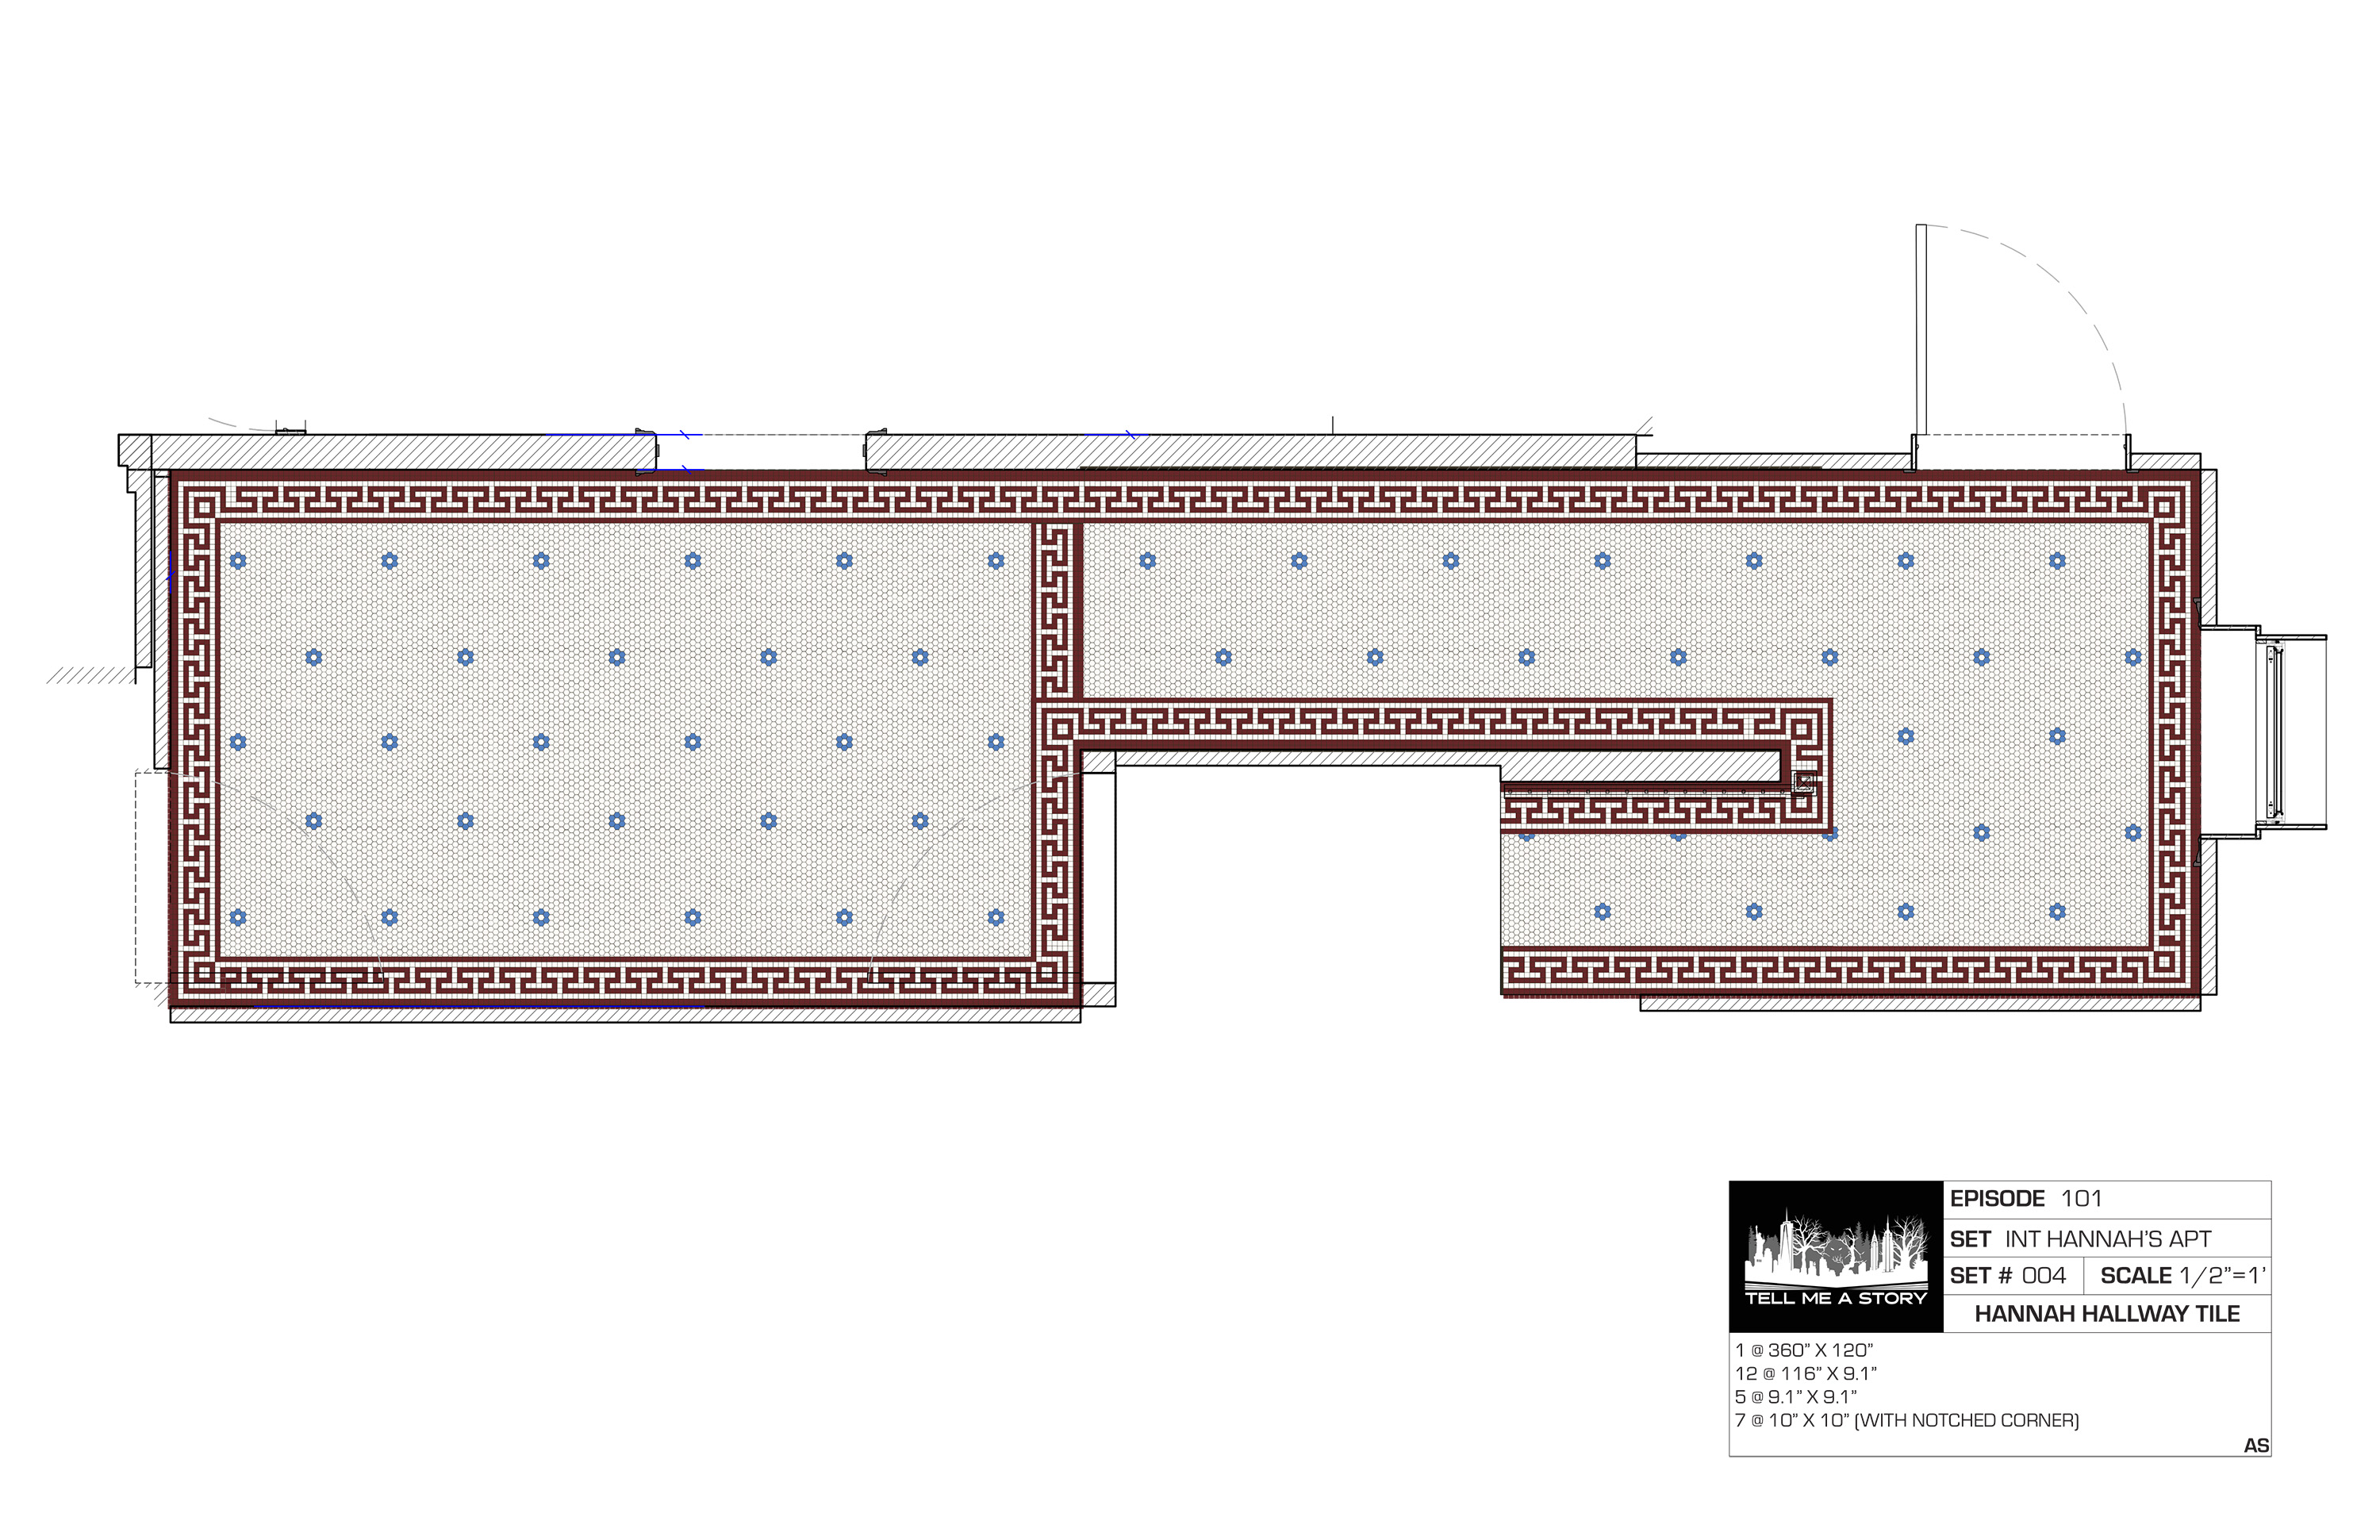 EPISODE 101
SET INT HANNAH'S APT
SET # 004 SCALE 1/2"=1'
TELL ME A STORY
HANNAH HALLWAY TILE
1 @ 360" X 120"
12 @ 116" X 9.1"
5 @ 9.1" X 9.1"
7 @ 10" X 10" (WITH NOTCHED CORNER)
AS